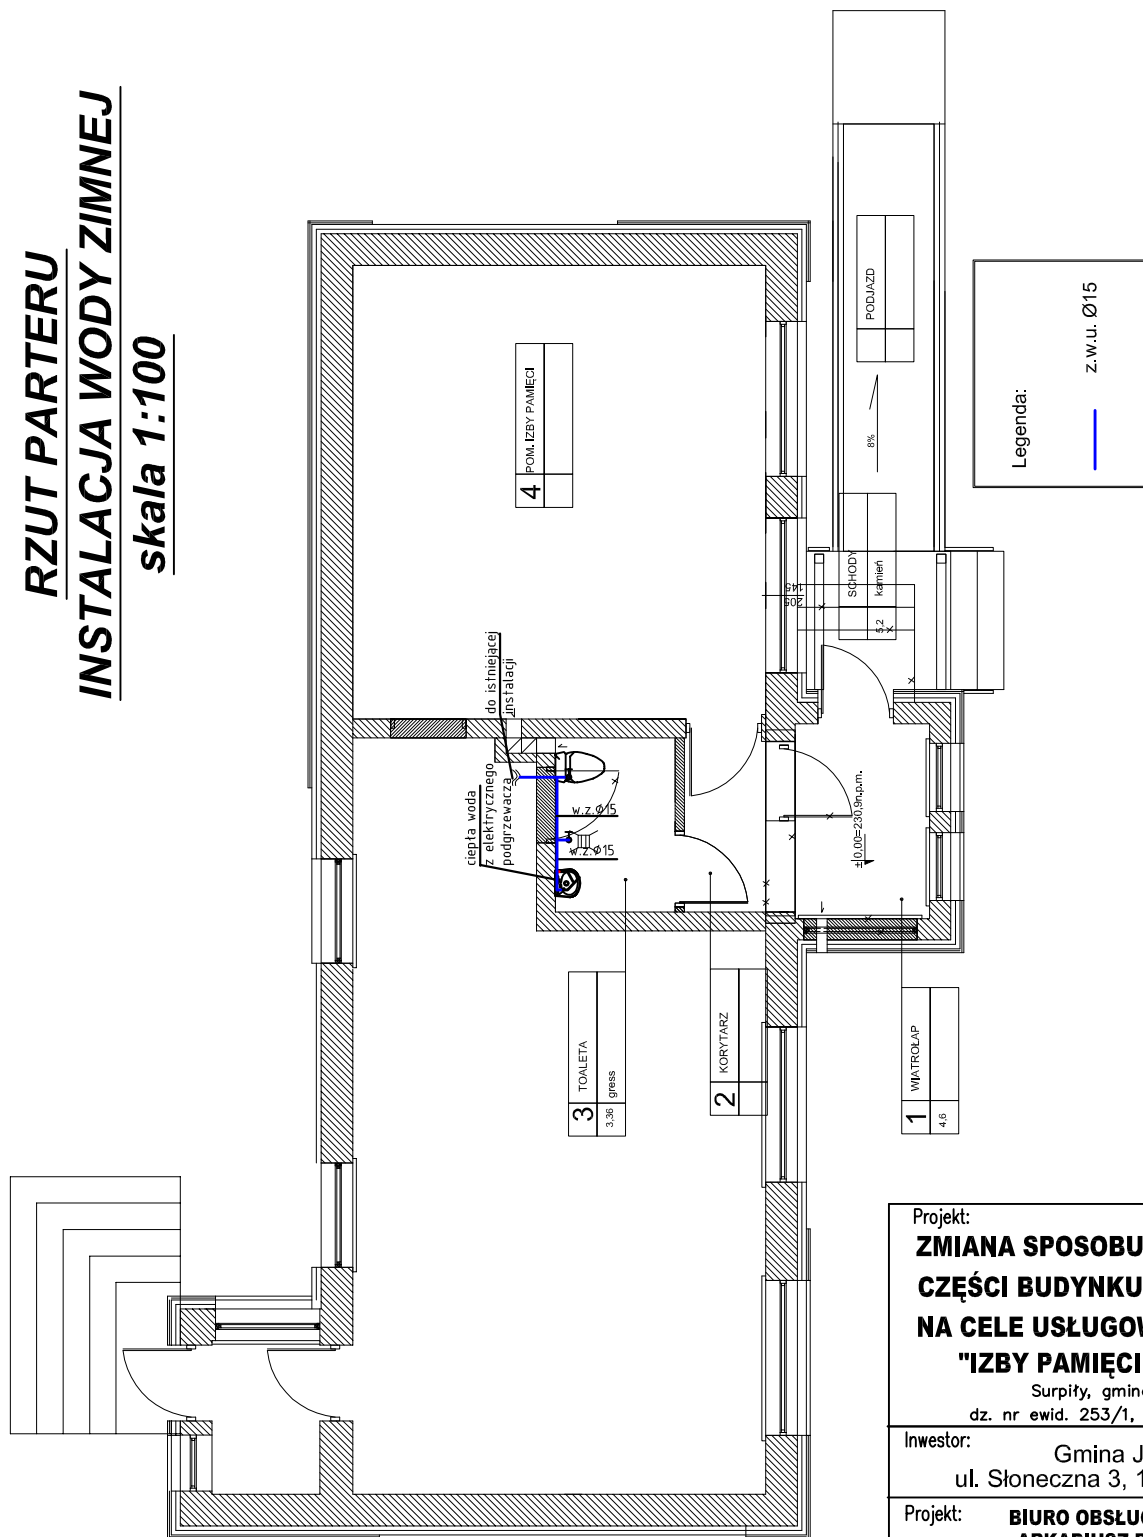 RZUT PARTERU
INSTALACJA WODY ZIMNEJ
skala 1:100
4 POM. IZBY PAMIĘCI
do istniejącej
instalacji
ciepła woda
z elektrycznego
podgrzewacza
w.z.Ø15
w.z.Ø15
3 TOALETA
3,36 gress
2 KORYTARZ
1 WIATROŁAP
4,6
±0,00=230,9n.p.m.
205
145
SCHODY
5,2 kamień
8%
PODJAZD
Legenda:
z.w.u. Ø15
Projekt:
ZMIANA SPOSOBU
CZĘŚCI BUDYNKU
NA CELE
"IZBY PAMIĘCI
Surpiły,
dz. nr ewid. 253/1,
Inwestor:
Gmina J
ul. Słoneczna 3, 1
Projekt:
BIURO